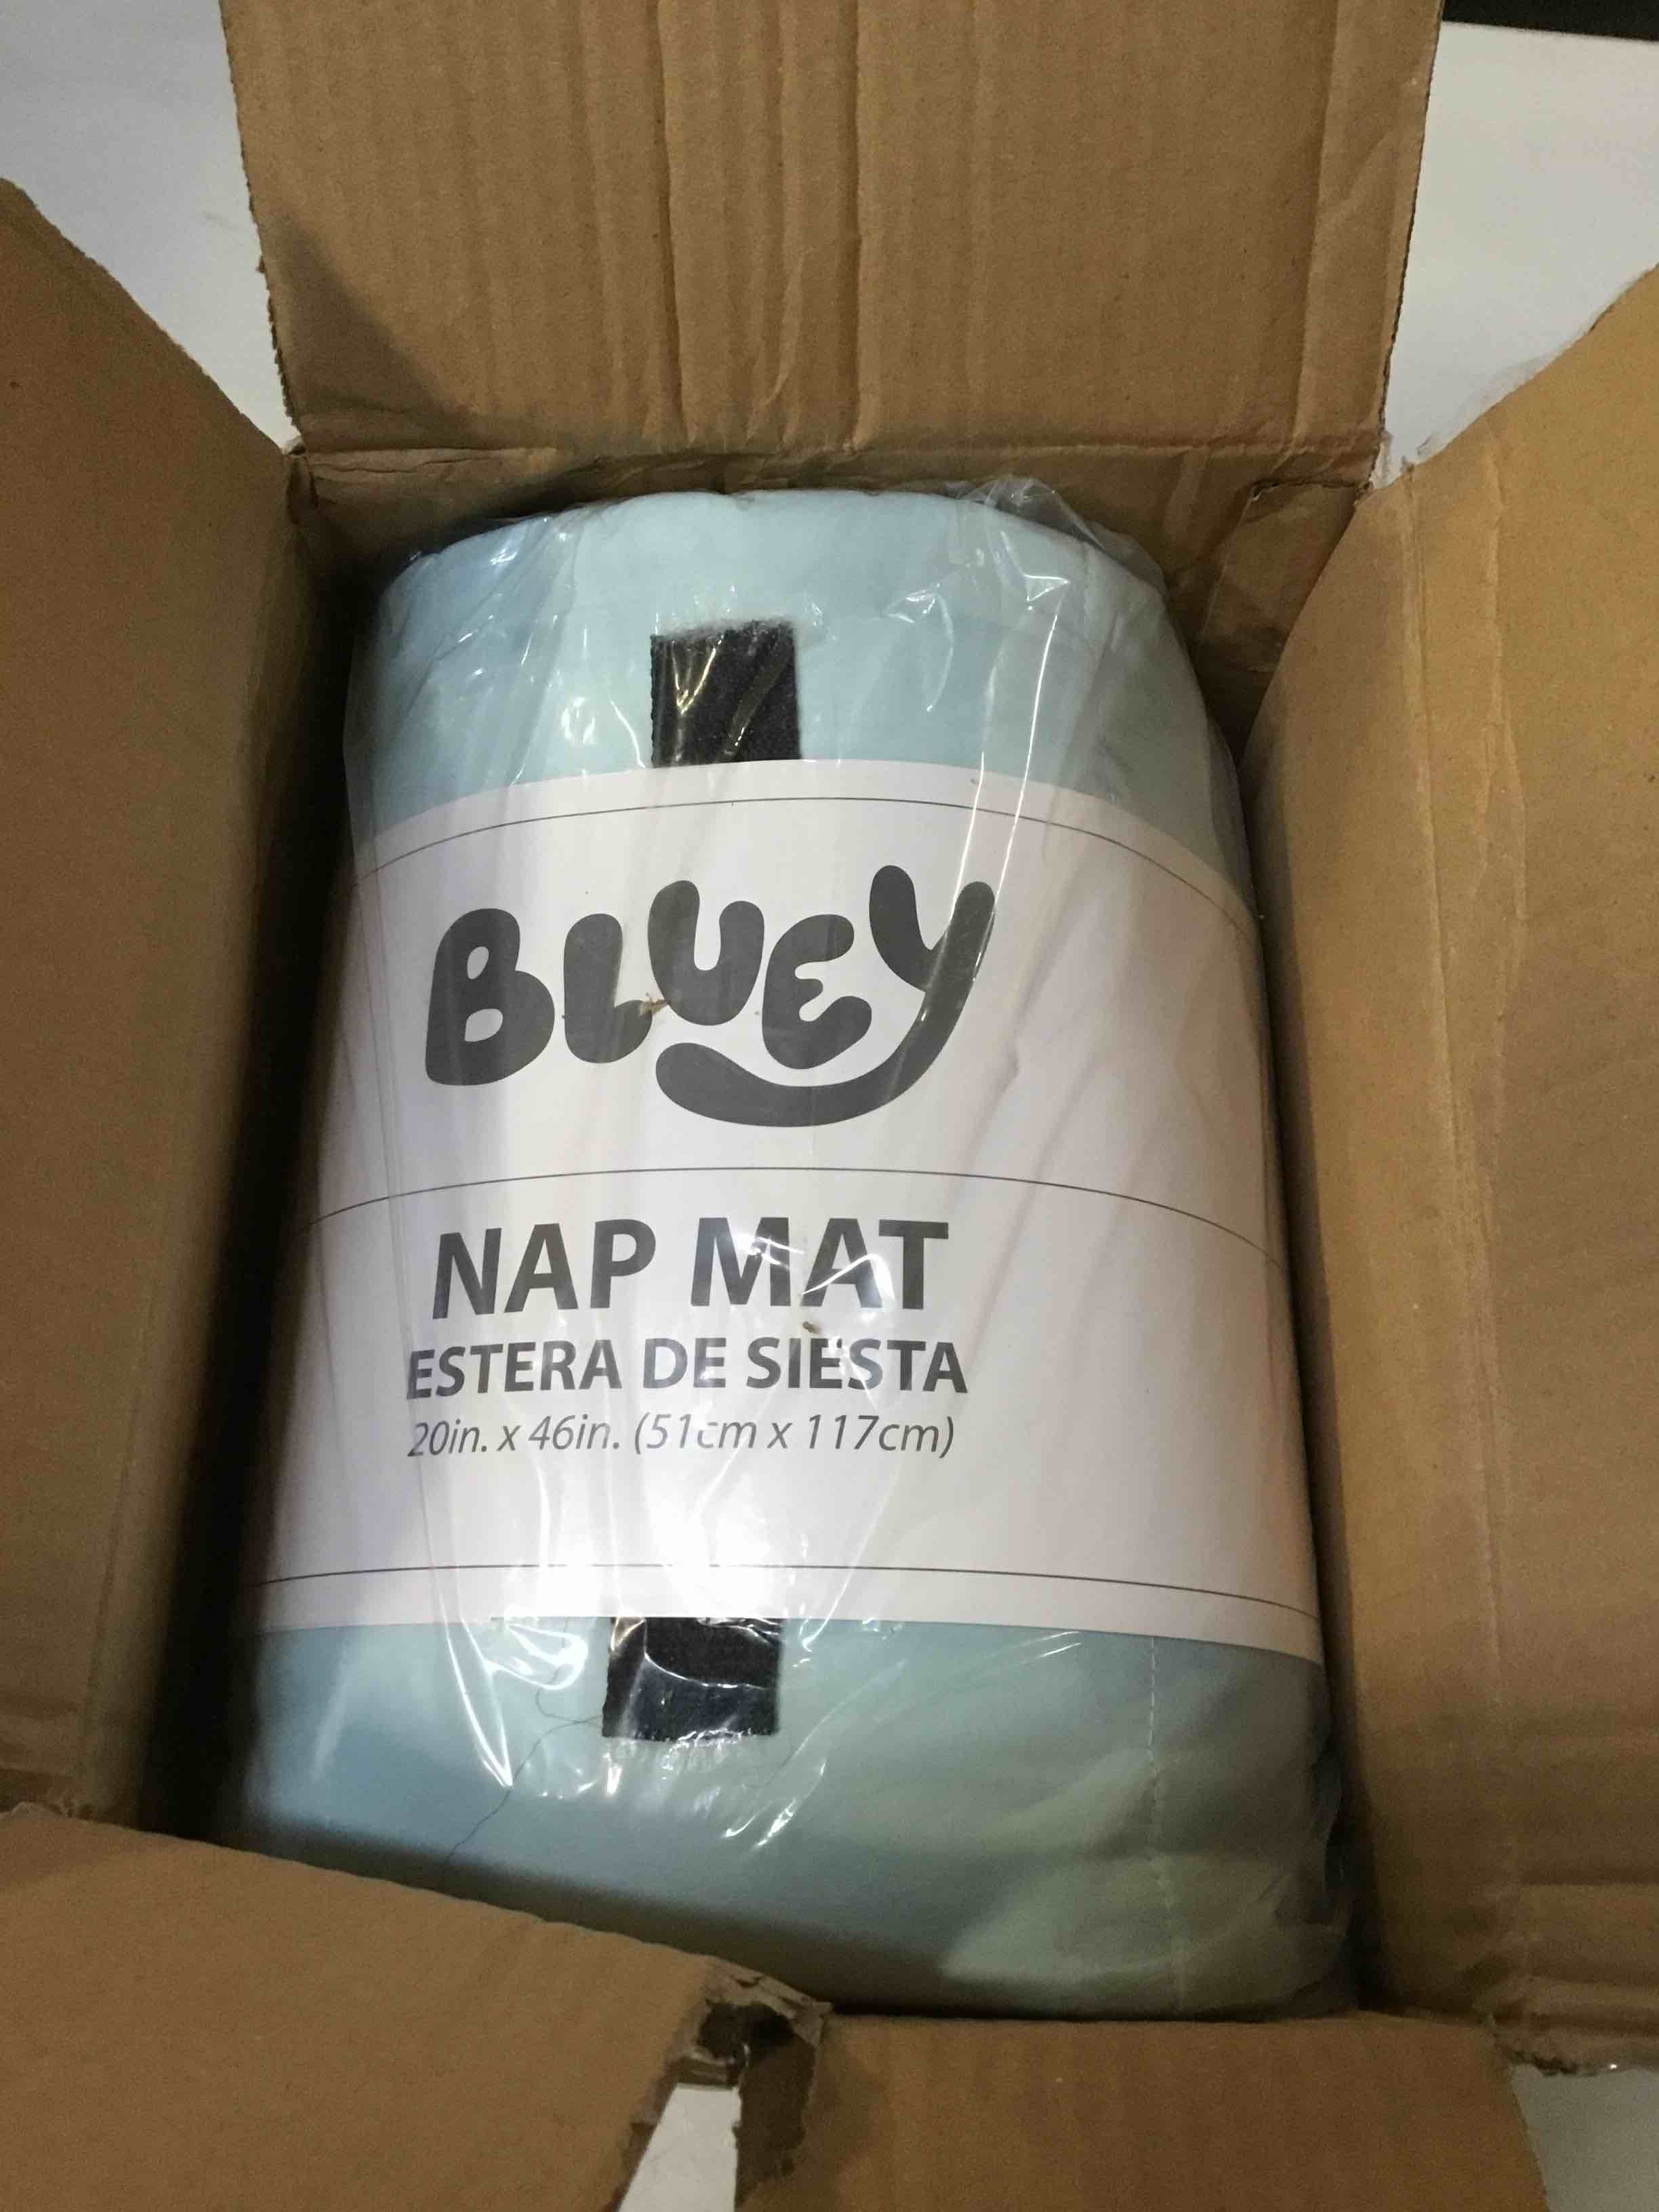 BLUEY
NAP MAT
ESTERA DE SIESTA
20in. x 46in. (51cm x 117cm)